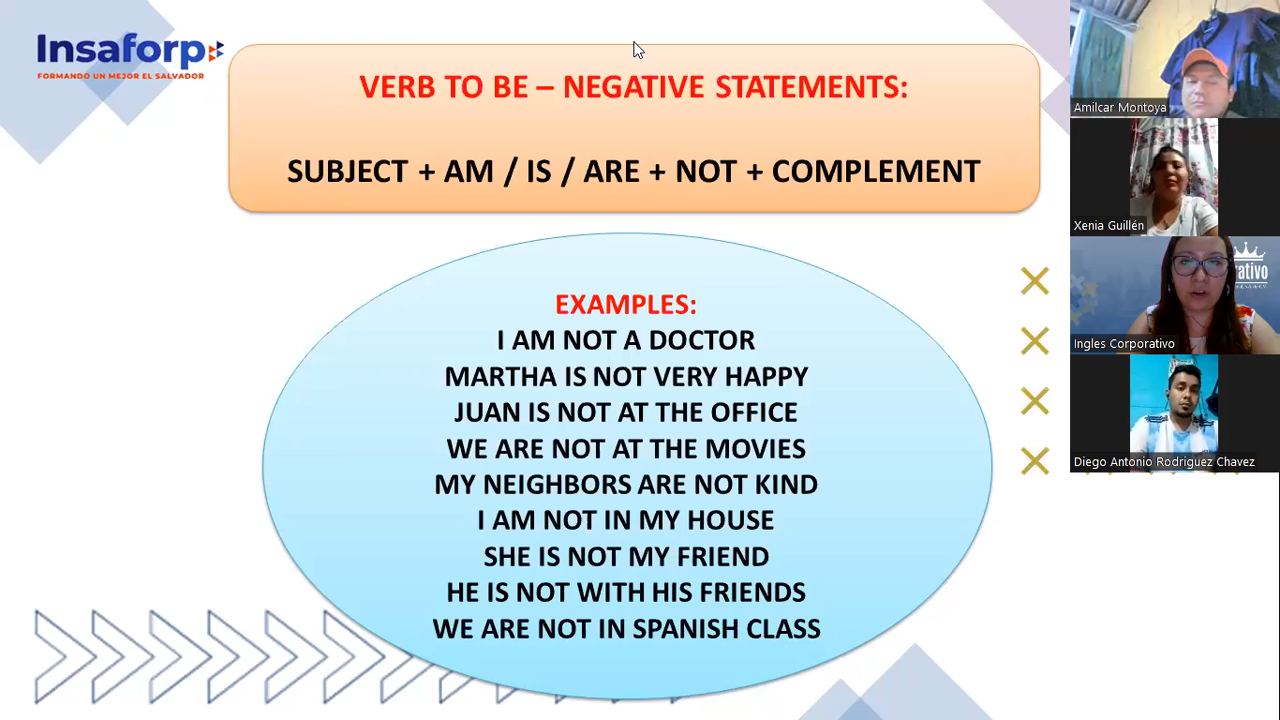 Insaforp
FORMANDO UN MEJOR EL SALVADOR
VERB TO BE – NEGATIVE STATEMENTS:
SUBJECT + AM / IS / ARE + NOT + COMPLEMENT
EXAMPLES:
I AM NOT A DOCTOR
MARTHA IS NOT VERY HAPPY
JUAN IS NOT AT THE OFFICE
WE ARE NOT AT THE MOVIES
MY NEIGHBORS ARE NOT KIND
I AM NOT IN MY HOUSE
SHE IS NOT MY FRIEND
HE IS NOT WITH HIS FRIENDS
WE ARE NOT IN SPANISH CLASS
Amilcar Montoya
Xenia Guillén
Ingles Corporativo
Diego Antonio Rodriguez Chavez